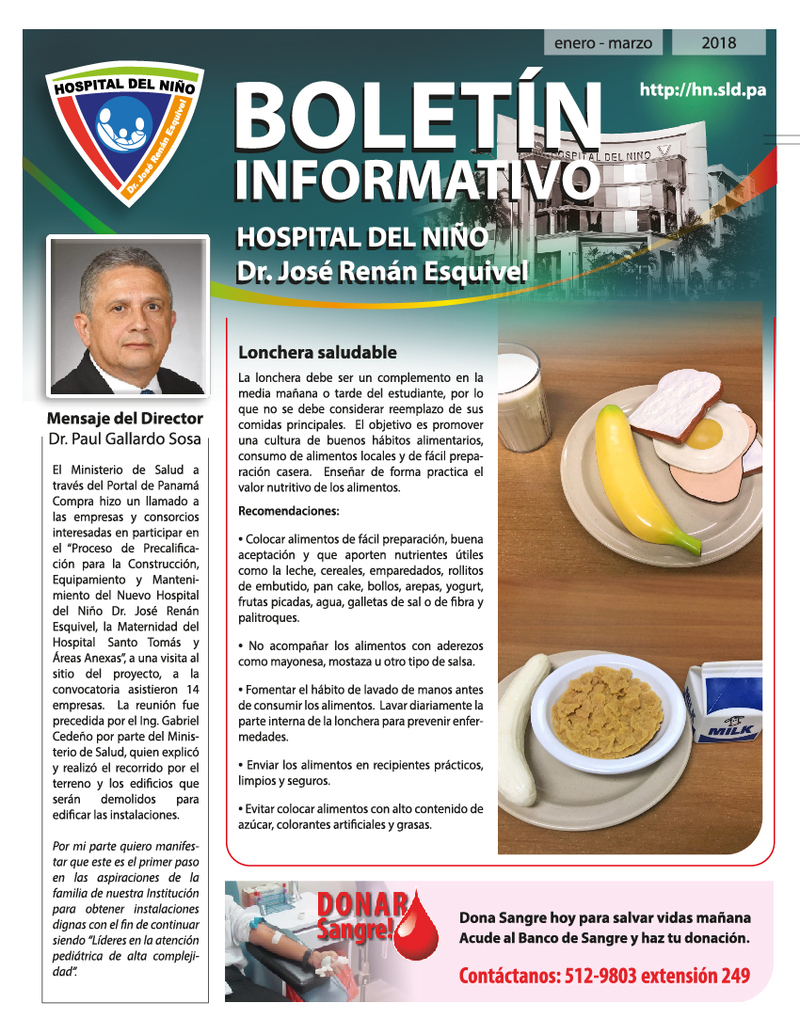 enero - marzo
2018
HOSPITAL DEL NIÑO
Dr. José Renán Esquivel
BOLETÍN
INFORMATIVO
http://hn.sld.pa
HOSPITAL DEL NIÑO
HOSPITAL DEL NIÑO
Dr. José Renán Esquivel
Mensaje del Director
Dr. Paul Gallardo Sosa
El Ministerio de Salud a
través del Portal de Panamá
Compra hizo un llamado a
las empresas y consorcios
interesadas en participar en
el “Proceso de Precalifica-
ción para la Construcción,
Equipamiento y Manteni-
miento del Nuevo Hospital
del Niño Dr. José Renán
Esquivel, la Maternidad del
Hospital Santo Tomás y
Áreas Anexas”, a una visita al
sitio del proyecto, a la
convocatoria asistieron 14
empresas. La reunión fue
precedida por el Ing. Gabriel
Cedeño por parte del Minis-
terio de Salud, quien explicó
y realizó el recorrido por el
terreno y los edificios que
serán demolidos para
edificar las instalaciones.
Por mi parte quiero manifes-
tar que este es el primer paso
en las aspiraciones de la
familia de nuestra Institución
para obtener instalaciones
dignas con el fin de continuar
siendo “Líderes en la atención
pediátrica de alta compleji-
dad”.
Lonchera saludable
La lonchera debe ser un complemento en la
media mañana o tarde del estudiante, por lo
que no se debe considerar reemplazo de sus
comidas principales. El objetivo es promover
una cultura de buenos hábitos alimentarios,
consumo de alimentos locales y de fácil prepa-
ración casera. Enseñar de forma practica el
valor nutritivo de los alimentos.
Recomendaciones:
• Colocar alimentos de fácil preparación, buena
aceptación y que aporten nutrientes útiles
como la leche, cereales, emparedados, rollitos
de embutido, pan cake, bollos, arepas, yogurt,
frutas picadas, agua, galletas de sal o de fibra y
palitroques.
• No acompañar los alimentos con aderezos
como mayonesa, mostaza u otro tipo de salsa.
• Fomentar el hábito de lavado de manos antes
de consumir los alimentos. Lavar diariamente la
parte interna de la lonchera para prevenir enfer-
medades.
• Enviar los alimentos en recipientes prácticos,
limpios y seguros.
• Evitar colocar alimentos con alto contenido de
azúcar, colorantes artificiales y grasas.
MILK
DONAR
Sangre!
Dona Sangre hoy para salvar vidas mañana
Acude al Banco de Sangre y haz tu donación.
Contáctanos: 512-9803 extensión 249